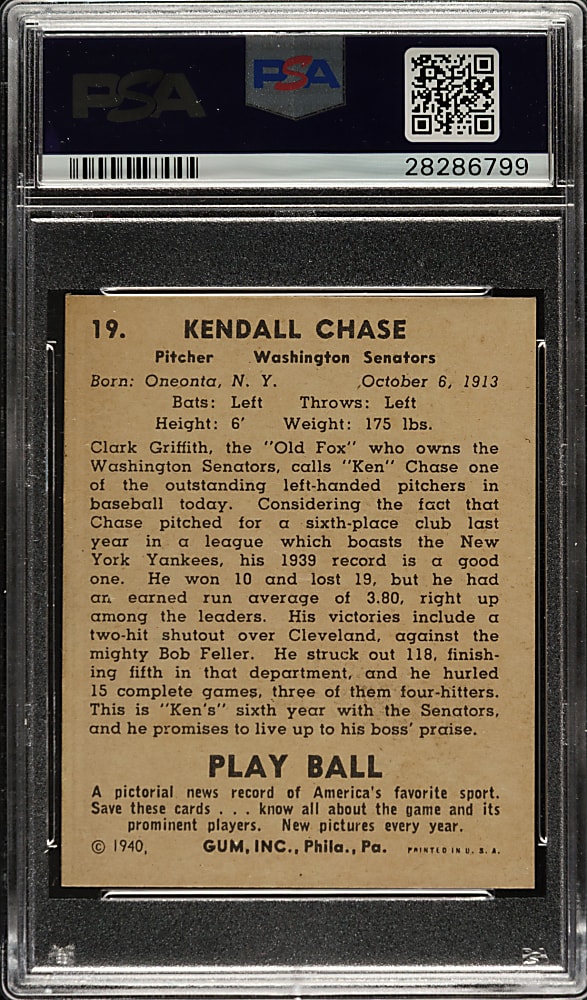 PSA PSA
28286799
19. KENDALL CHASE
Pitcher Washington Senators
Born: Oneonta, N. Y. October 6, 1913
Bats: Left Throws: Left
Height: 6' Weight: 175 lbs.
Clark Griffith, the "Old Fox" who owns the
Washington Senators, calls "Ken" Chase one
of the outstanding left-handed pitchers in
baseball today. Considering the fact that
Chase pitched for a sixth-place club last
year in a league which boasts the New
York Yankees, his 1939 record is a good
one. He won 10 and lost 19, but he had
an earned run average of 3.80, right up
among the leaders. His victories include a
two-hit shutout over Cleveland, against the
mighty Bob Feller. He struck out 118, finish-
ing fifth in that department, and he hurled
15 complete games, three of them four-hitters.
This is "Ken's" sixth year with the Senators,
and he promises to live up to his boss' praise.
PLAY BALL
A pictorial news record of America's favorite sport.
Save these cards . . . know all about the game and its
prominent players. New pictures every year.
© 1940, GUM, INC., Phila., Pa. PRINTED IN U. S. A.